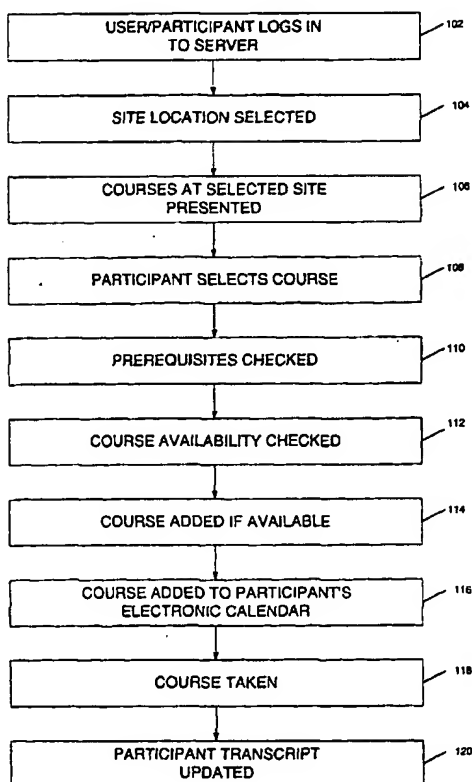 USER/PARTICIPANT LOGS IN
TO SERVER
102
SITE LOCATION SELECTED
104
COURSES AT SELECTED SITE
PRESENTED
106
PARTICIPANT SELECTS COURSE
108
PREREQUISITES CHECKED
110
COURSE AVAILABILITY CHECKED
112
COURSE ADDED IF AVAILABLE
114
COURSE ADDED TO PARTICIPANT'S
ELECTRONIC CALENDAR
116
COURSE TAKEN
118
PARTICIPANT TRANSCRIPT
UPDATED
120